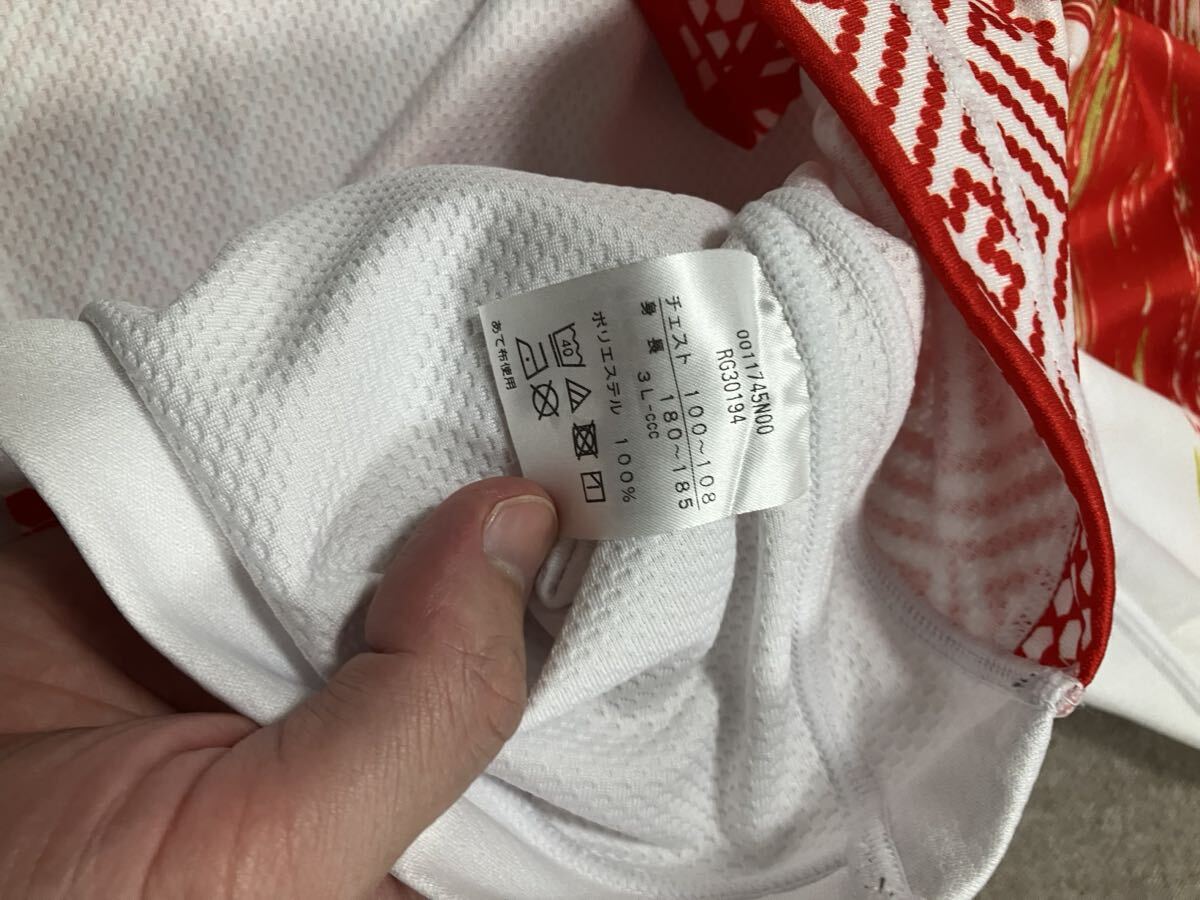 0011745N00
RG30194
チェスト 100～108
身長 180～185
3L-CCC
ポリエステル 100%
40
あて布使用